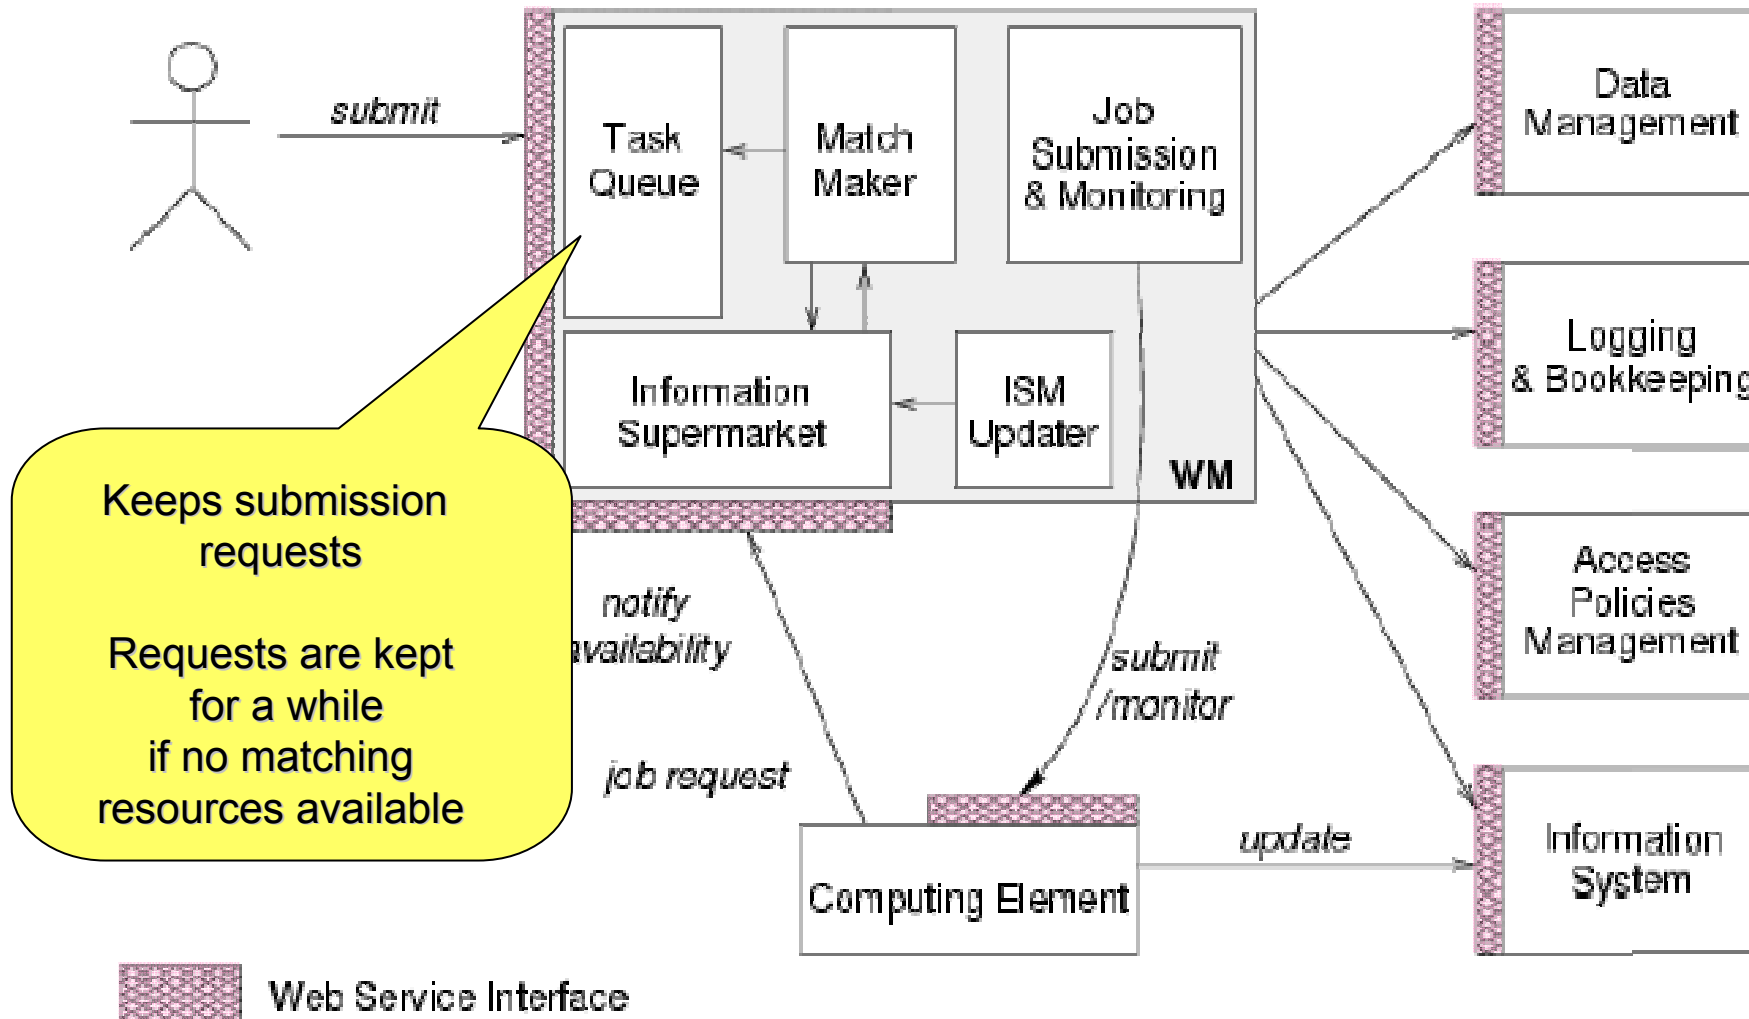 submit
Task
Queue
Match
Maker
Job
Submission
& Monitoring
Data
Management
Logging
& Bookkeeping
Information
Supermarket
ISM
Updater
WM
Keeps submission
requests
Requests are kept
for a while
if no matching
resources available
notify
availability
submit
/monitor
Access
Policies
Management
job request
Computing Element
update
Information
System
Web Service Interface